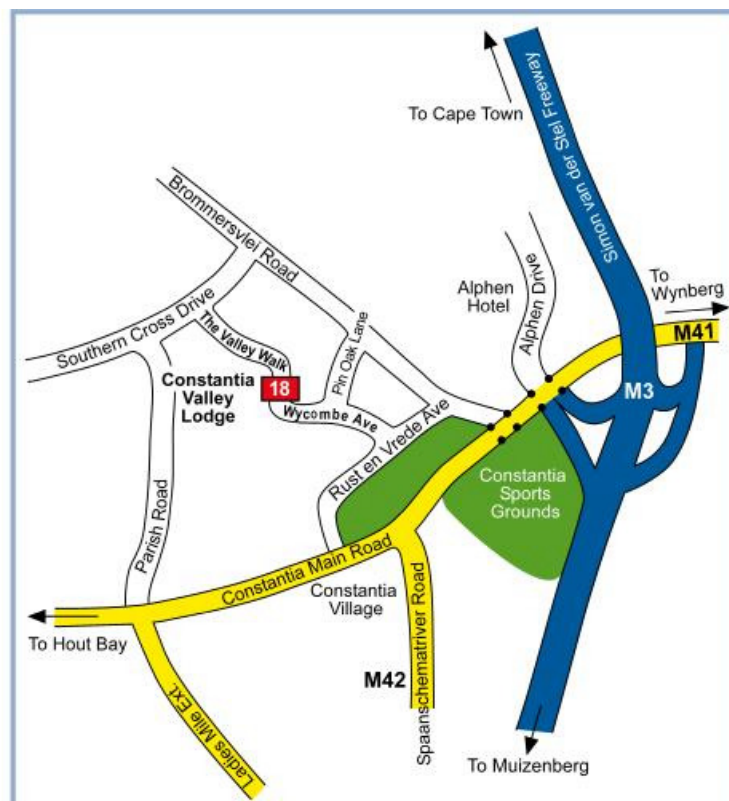 To Cape Town
Simon van der Stel Freeway
Brommersvlei Road
To
Wynberg
Alphen
Hotel
Alphen Drive
M41
Southern Cross Drive
The Valley Walk
Pin Oak Lane
M3
Constantia
Valley
Lodge
18
Wycombe Ave
Rust en Vrede Ave
Constantia
Sports
Grounds
Parish Road
Constantia Main Road
Constantia
Village
To Hout Bay
M42
Spaanschematriver Road
Ladies Mile Ext.
To Muizenberg